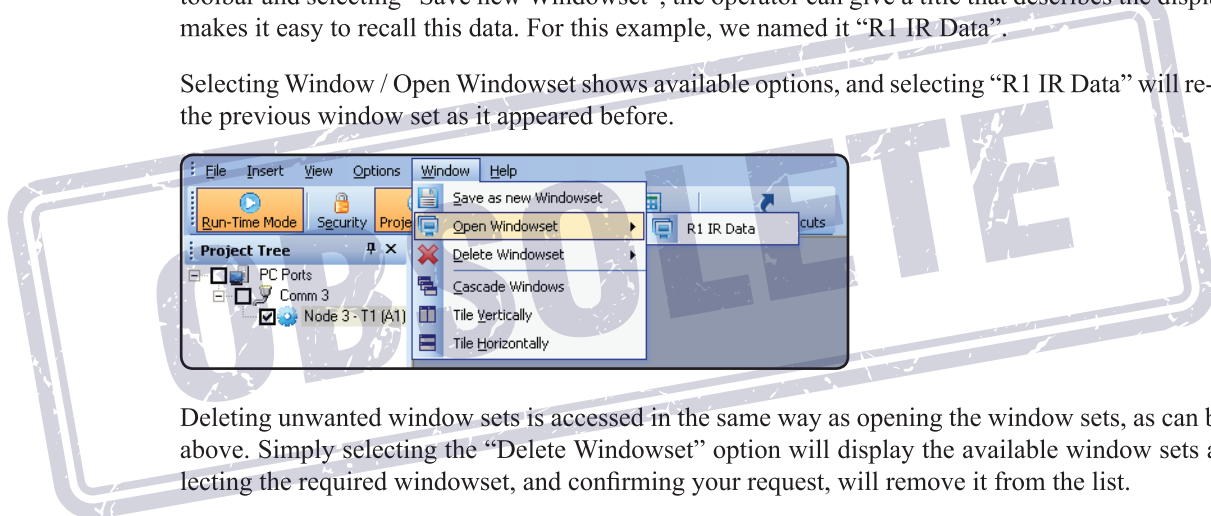 toolbar and selecting “Save new Windowset”, the operator can give a title that describes the
makes it easy to recall this data. For this example, we named it “R1 IR Data”.
Selecting Window / Open Windowset shows available options, and selecting “R1 IR Data” will re-
the previous window set as it appeared before.
File Insert View Options Window Help
Run-Time Mode Security Proje cuts
Save as new Windowset
Open Windowset
R1 IR Data
Delete Windowset
Cascade Windows
Tile Vertically
Tile Horizontally
Project Tree
PC Ports
Comm 3
Node 3 - T1 (A1)
OBSOLETE
Deleting unwanted window sets is accessed in the same way as opening the window sets, as can b
above. Simply selecting the “Delete Windowset” option will display the available window sets a
lecting the required windowset, and confirming your request, will remove it from the list.